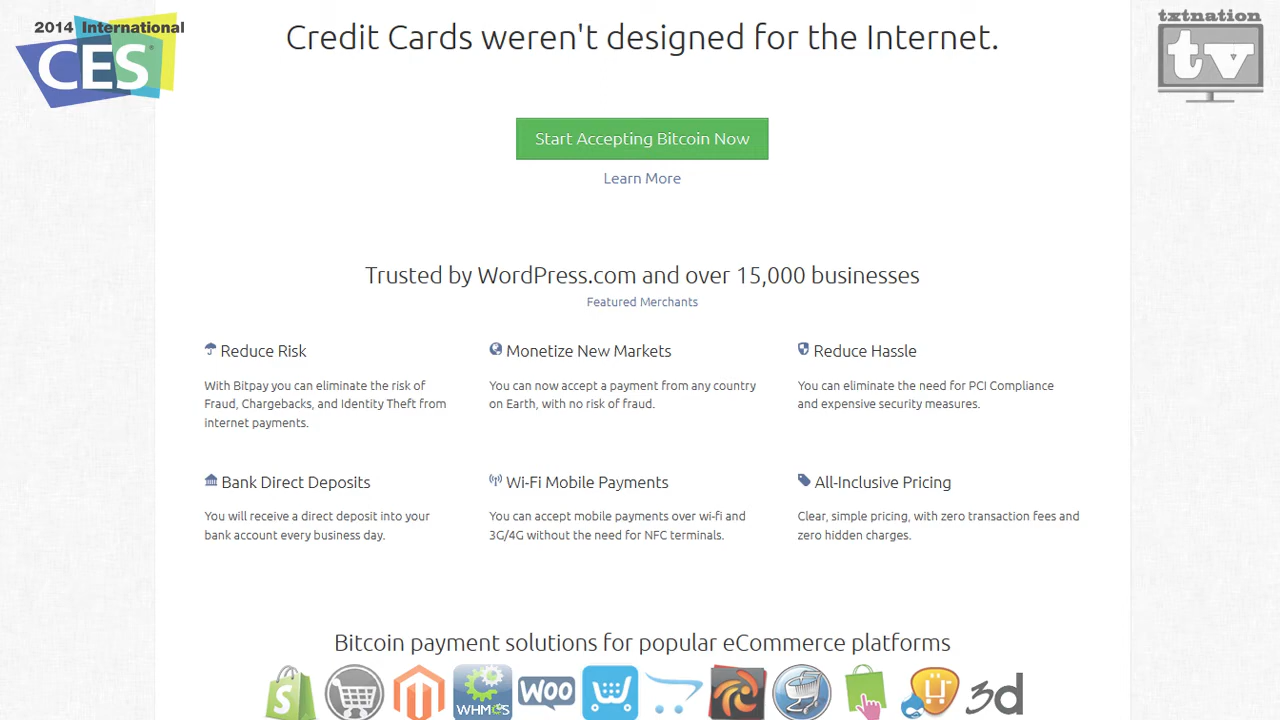 2014 International
CES
txtnation
tv
Credit Cards weren't designed for the Internet.
Start Accepting Bitcoin Now
Learn More
Trusted by WordPress.com and over 15,000 businesses
Featured Merchants
Reduce Risk
With Bitpay you can eliminate the risk of
Fraud, Chargebacks, and Identity Theft from
internet payments.
Monetize New Markets
You can now accept a payment from any country
on Earth, with no risk of fraud.
Reduce Hassle
You can eliminate the need for PCI Compliance
and expensive security measures.
Bank Direct Deposits
You will receive a direct deposit into your
bank account every business day.
Wi-Fi Mobile Payments
You can accept mobile payments over wi-fi and
3G/4G without the need for NFC terminals.
All-Inclusive Pricing
Clear, simple pricing, with zero transaction fees and
zero hidden charges.
Bitcoin payment solutions for popular eCommerce platforms
S
WHMCS
WOO
3d